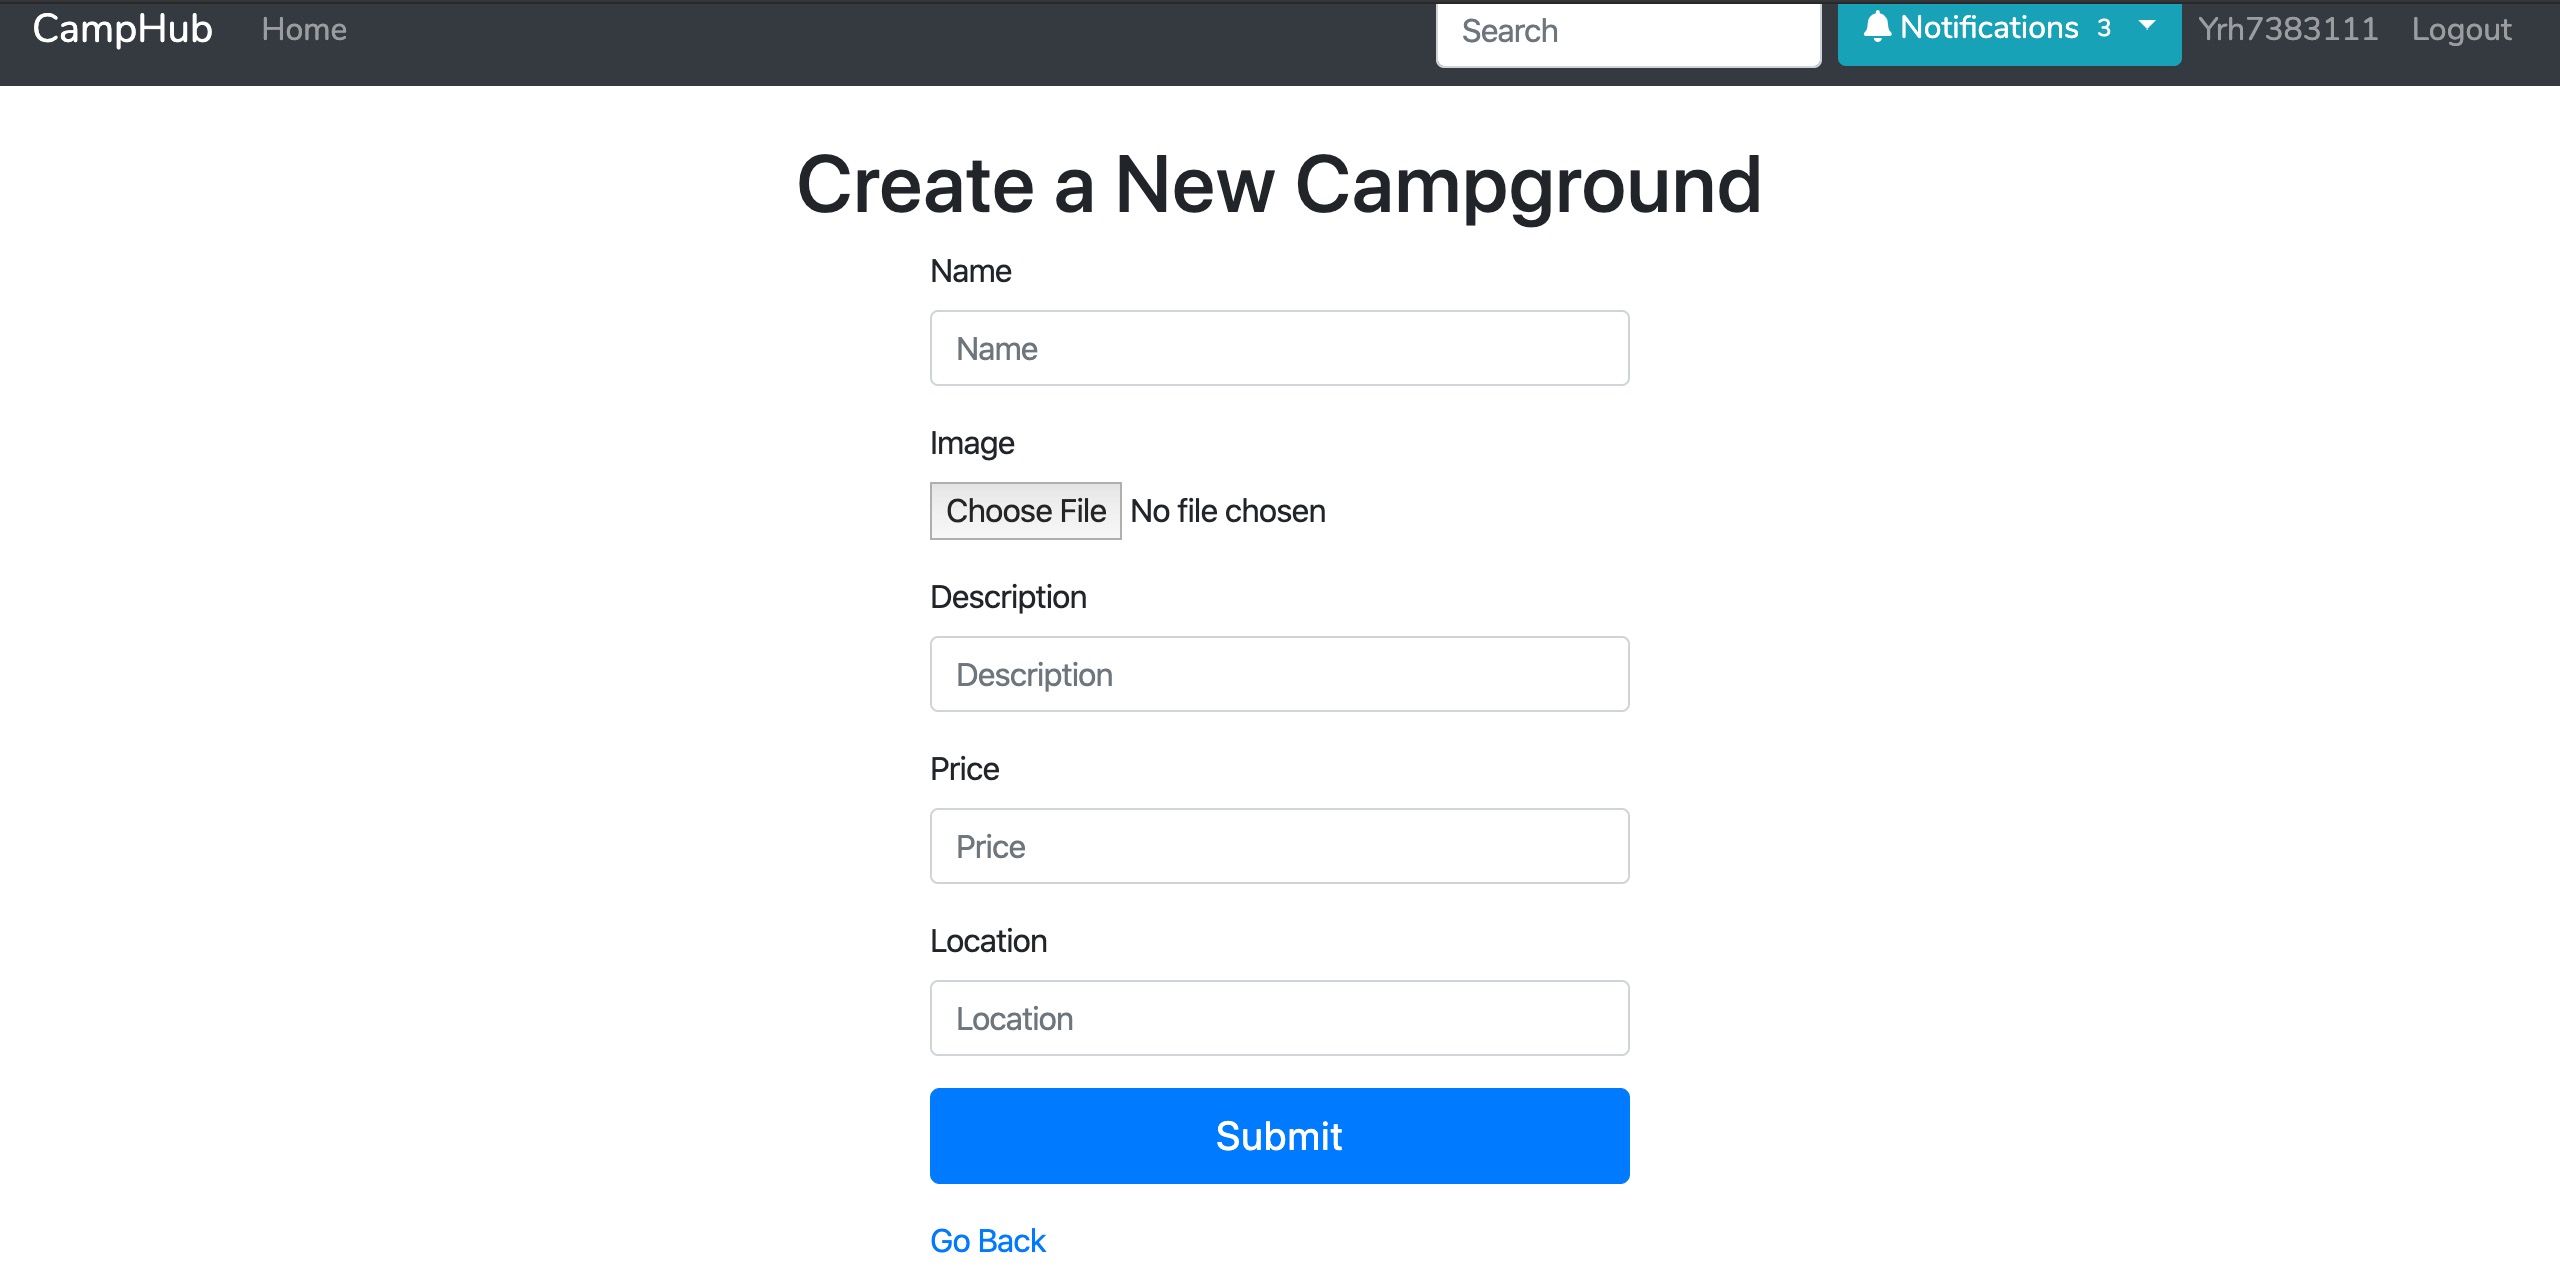 CampHub Home Search Notifications 3 Yrh7383111 Logout
Create a New Campground
Name
Name
Image
Choose File No file chosen
Description
Description
Price
Price
Location
Location
Submit
Go Back